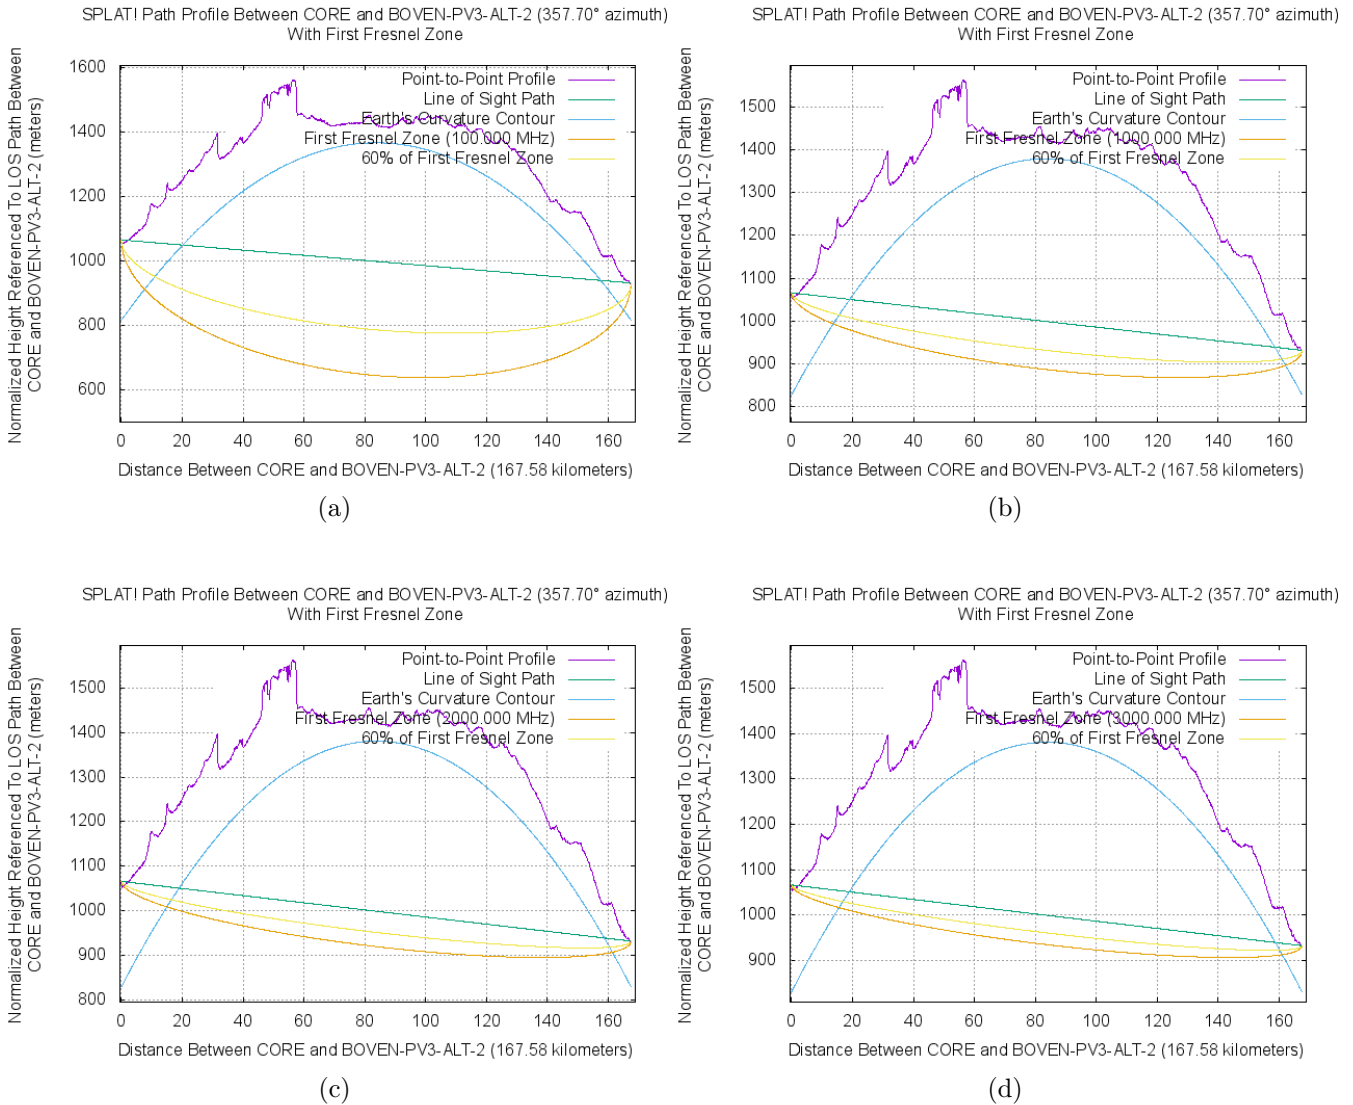 SPLAT! Path Profile Between CORE and BOVEN-PV3-ALT-2 (357.70° azimuth)
With First Fresnel Zone
Normalized Height Referenced To LOS Path Between
CORE and BOVEN-PV3-ALT-2 (meters)
1600
1400
1200
1000
800
600
Point-to-Point Profile
Line of Sight Path
Earth's Curvature Contour
First Fresnel Zone (100.000 MHz)
60% of First Fresnel Zone
0 20 40 60 80 100 120 140 160
Distance Between CORE and BOVEN-PV3-ALT-2 (167.58 kilometers)
(a)
SPLAT! Path Profile Between CORE and BOVEN-PV3-ALT-2 (357.70° azimuth)
With First Fresnel Zone
Normalized Height Referenced To LOS Path Between
CORE and BOVEN-PV3-ALT-2 (meters)
1500
1400
1300
1200
1100
1000
900
800
Point-to-Point Profile
Line of Sight Path
Earth's Curvature Contour
First Fresnel Zone (1000.000 MHz)
60% of First Fresnel Zone
0 20 40 60 80 100 120 140 160
Distance Between CORE and BOVEN-PV3-ALT-2 (167.58 kilometers)
(b)
SPLAT! Path Profile Between CORE and BOVEN-PV3-ALT-2 (357.70° azimuth)
With First Fresnel Zone
Normalized Height Referenced To LOS Path Between
CORE and BOVEN-PV3-ALT-2 (meters)
1500
1400
1300
1200
1100
1000
900
800
Point-to-Point Profile
Line of Sight Path
Earth's Curvature Contour
First Fresnel Zone (2000.000 MHz)
60% of First Fresnel Zone
0 20 40 60 80 100 120 140 160
Distance Between CORE and BOVEN-PV3-ALT-2 (167.58 kilometers)
(c)
SPLAT! Path Profile Between CORE and BOVEN-PV3-ALT-2 (357.70° azimuth)
With First Fresnel Zone
Normalized Height Referenced To LOS Path Between
CORE and BOVEN-PV3-ALT-2 (meters)
1500
1400
1300
1200
1100
1000
900
Point-to-Point Profile
Line of Sight Path
Earth's Curvature Contour
First Fresnel Zone (3000.000 MHz)
60% of First Fresnel Zone
0 20 40 60 80 100 120 140 160
Distance Between CORE and BOVEN-PV3-ALT-2 (167.58 kilometers)
(d)